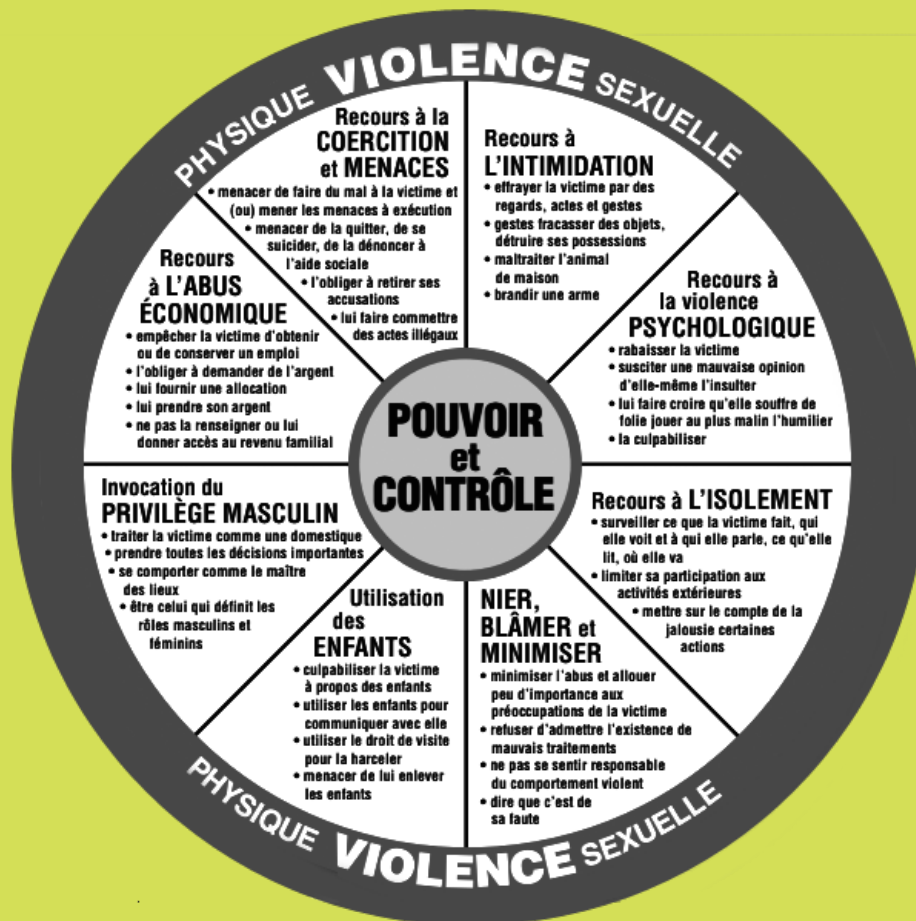 PHYSIQUE VIOLENCE SEXUELLE
Recours à la
COERCITION
et MENACES
• menacer de faire du mal à la victime et
(ou) mener les menaces à exécution
• menacer de la quitter, de se
suicider, de la dénoncer à
l'aide sociale
• l'obliger à retirer ses
accusations
• lui faire commettre
des actes illégaux
Recours à
L'INTIMIDATION
• effrayer la victime par des
regards, actes et gestes
• gestes fracasser des objets,
détruire ses possessions
• maltraiter l'animal
de maison
• brandir une arme
Recours à
la violence
PSYCHOLOGIQUE
• rabaisser la victime
• susciter une mauvaise opinion
d'elle-même l'insulter
• lui faire croire qu'elle souffre de
folie jouer au plus malin l'humilier
• la culpabiliser
Recours à L'ISOLEMENT
• surveiller ce que la victime fait, qui
elle voit et à qui elle parle, ce qu'elle
lit, où elle va
• limiter sa participation aux
activités extérieures
• mettre sur le compte de la
jalousie certaines
actions
NIER,
BLÂMER et
MINIMISER
• minimiser l'abus et allouer
peu d'importance aux
préoccupations de la victime
• refuser d'admettre l'existence de
mauvais traitements
• ne pas se sentir responsable
du comportement violent
• dire que c'est de
sa faute
Utilisation
des
ENFANTS
• culpabiliser la victime
à propos des enfants
• utiliser les enfants pour
communiquer avec elle
• utiliser le droit de visite
pour la harceler
• menacer de lui enlever
les enfants
Invocation du
PRIVILÈGE MASCULIN
• traiter la victime comme une domestique
• prendre toutes les décisions importantes
• se comporter comme le maître
des lieux
• être celui qui définit les
rôles masculins et
féminins
Recours
à L'ABUS
ÉCONOMIQUE
• empêcher la victime d'obtenir
ou de conserver un emploi
• l'obliger à demander de l'argent
• lui fournir une allocation
• lui prendre son argent
• ne pas la renseigner ou lui
donner accès au revenu familial
POUVOIR
et
CONTRÔLE
PHYSIQUE VIOLENCE SEXUELLE